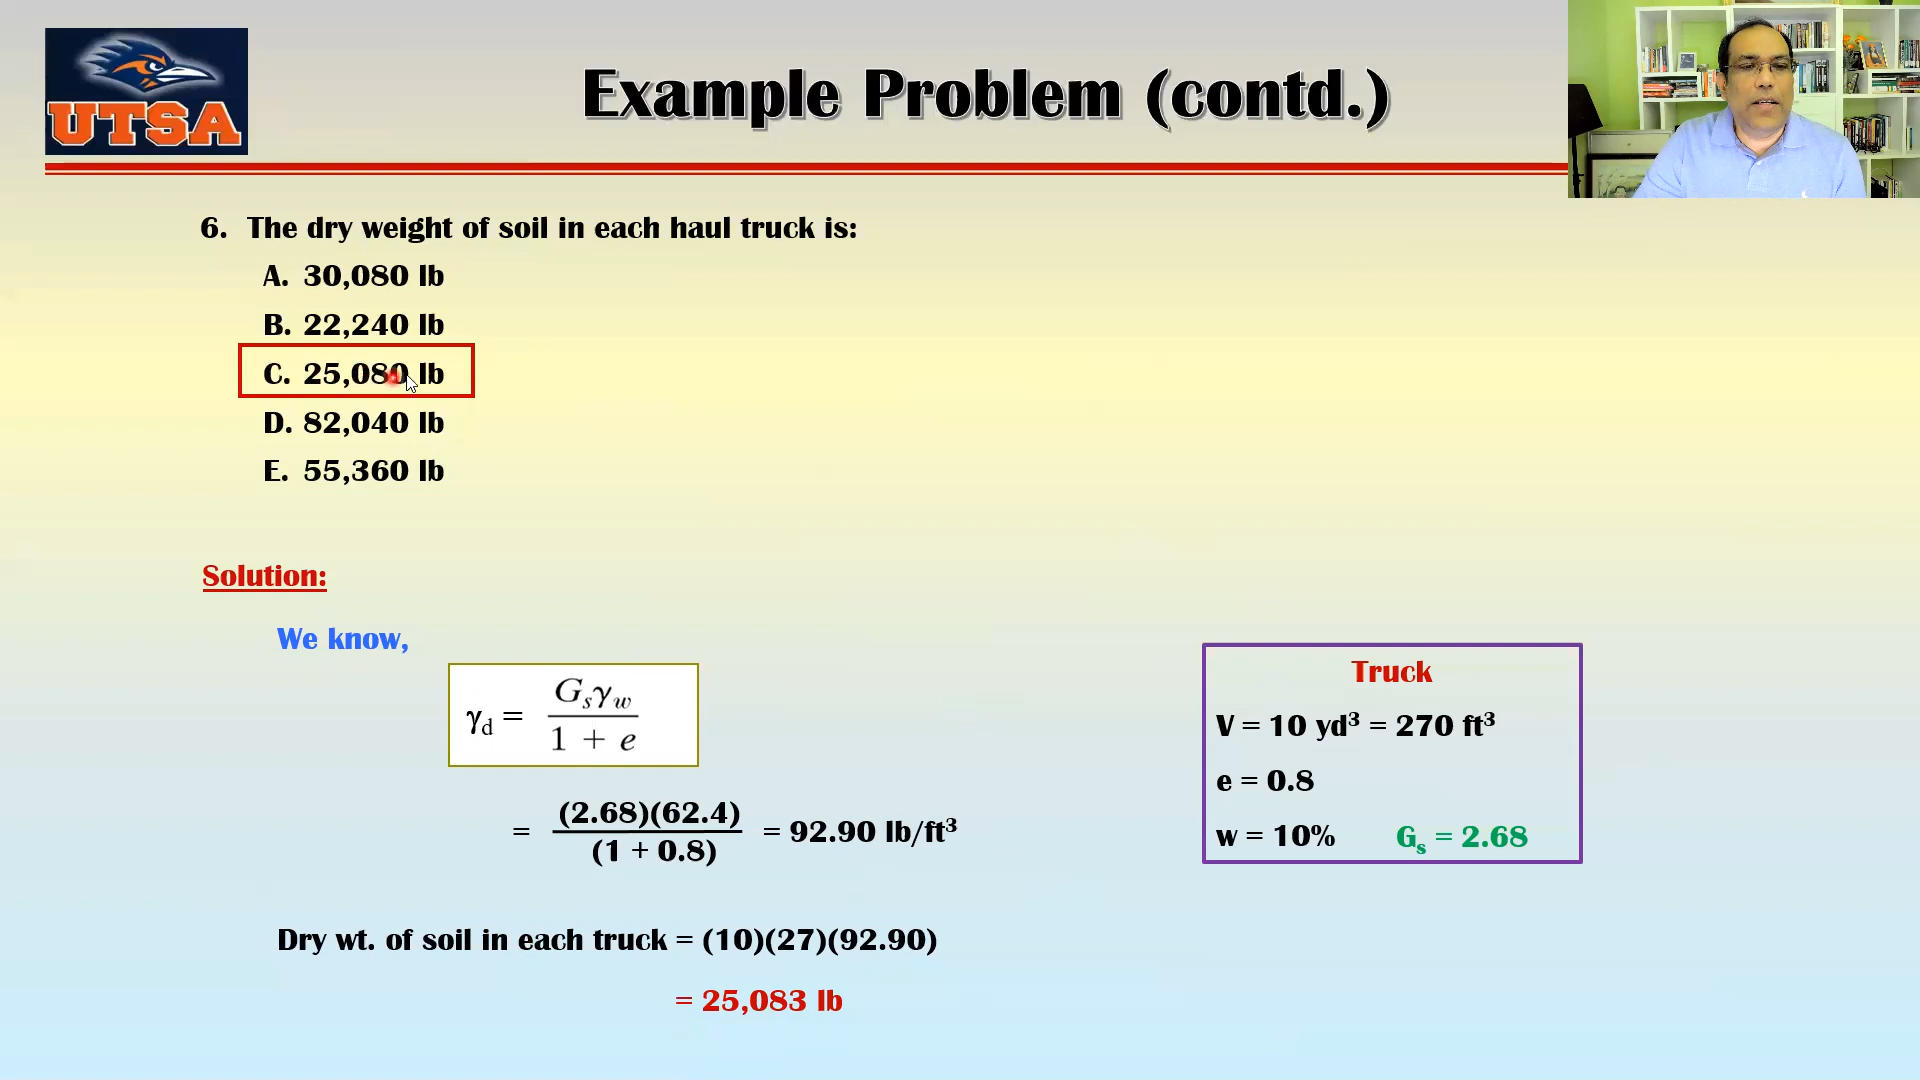 UTSA
Example Problem (contd.)
6. The dry weight of soil in each haul truck is:
A. 30,080 lb
B. 22,240 lb
C. 25,080 lb
D. 82,040 lb
E. 55,360 lb
Solution:
We know,
γd = Gsγw / 1 + e
= (2.68)(62.4) / (1 + 0.8) = 92.90 lb/ft³
Dry wt. of soil in each truck = (10)(27)(92.90)
= 25,083 lb
Truck
V = 10 yd³ = 270 ft³
e = 0.8
w = 10% Gs = 2.68